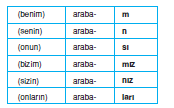 (benim) araba- m
(senin) araba- n
(onun) araba- sı
(bizim) araba- mız
(sizin) araba- nız
(onların) araba- ları